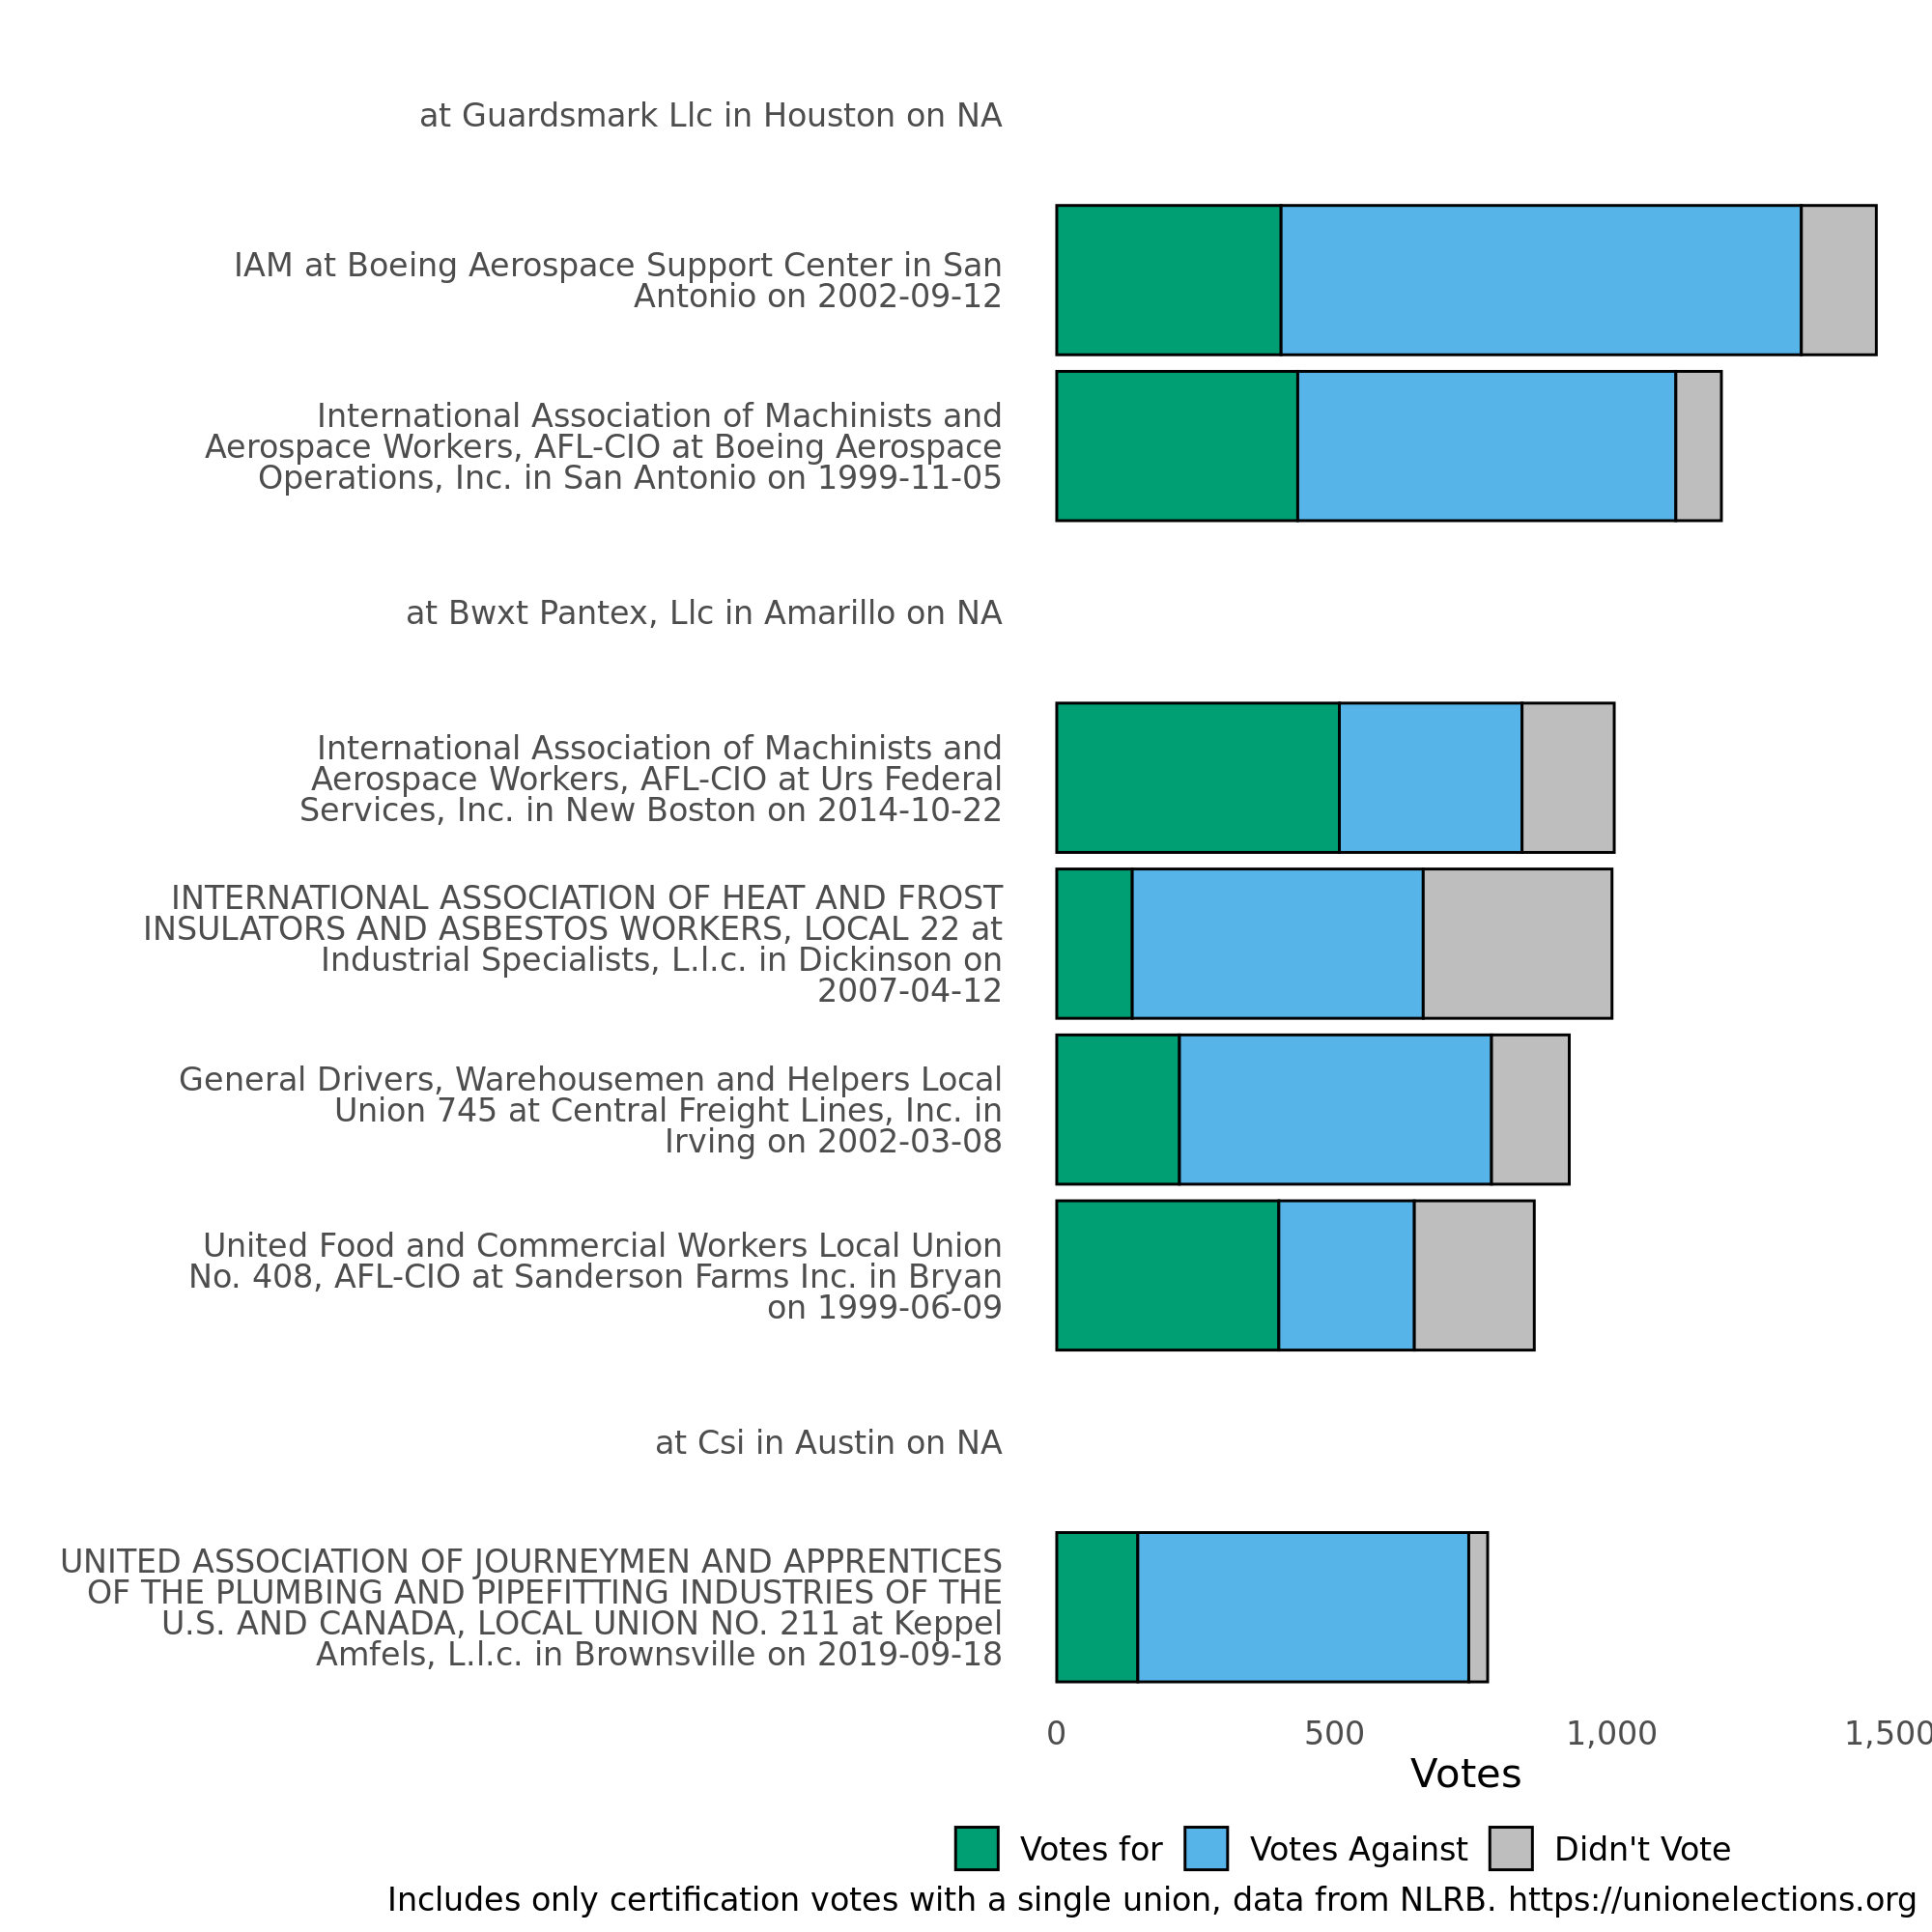 at Guardsmark Llc in Houston on NA
IAM at Boeing Aerospace Support Center in San
Antonio on 2002-09-12
International Association of Machinists and
Aerospace Workers, AFL-CIO at Boeing Aerospace
Operations, Inc. in San Antonio on 1999-11-05
at Bwxt Pantex, Llc in Amarillo on NA
International Association of Machinists and
Aerospace Workers, AFL-CIO at Urs Federal
Services, Inc. in New Boston on 2014-10-22
INTERNATIONAL ASSOCIATION OF HEAT AND FROST
INSULATORS AND ASBESTOS WORKERS, LOCAL 22 at
Industrial Specialists, L.l.c. in Dickinson on
2007-04-12
General Drivers, Warehousemen and Helpers Local
Union 745 at Central Freight Lines, Inc. in
Irving on 2002-03-08
United Food and Commercial Workers Local Union
No. 408, AFL-CIO at Sanderson Farms Inc. in Bryan
on 1999-06-09
at Csi in Austin on NA
UNITED ASSOCIATION OF JOURNEYMEN AND APPRENTICES
OF THE PLUMBING AND PIPEFITTING INDUSTRIES OF THE
U.S. AND CANADA, LOCAL UNION NO. 211 at Keppel
Amfels, L.l.c. in Brownsville on 2019-09-18
0 500 1,000 1,500
Votes
Votes for Votes Against Didn't Vote
Includes only certification votes with a single union, data from NLRB. https://unionelections.org